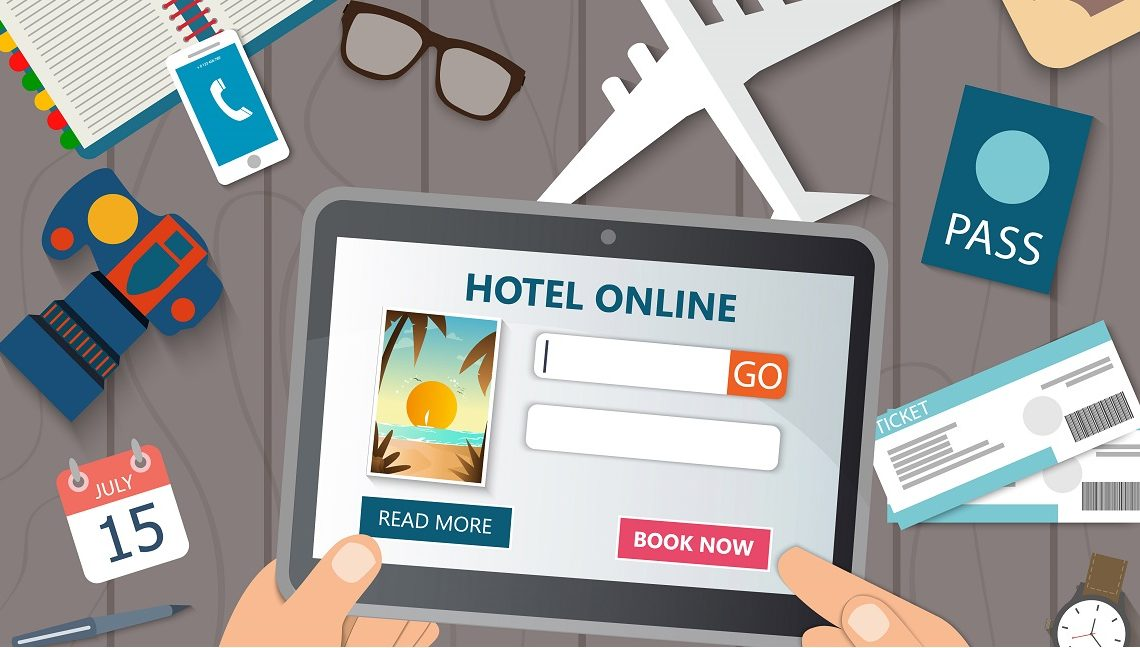 PASS
HOTEL ONLINE
GO
TICKET
JULY
15
READ MORE
BOOK NOW